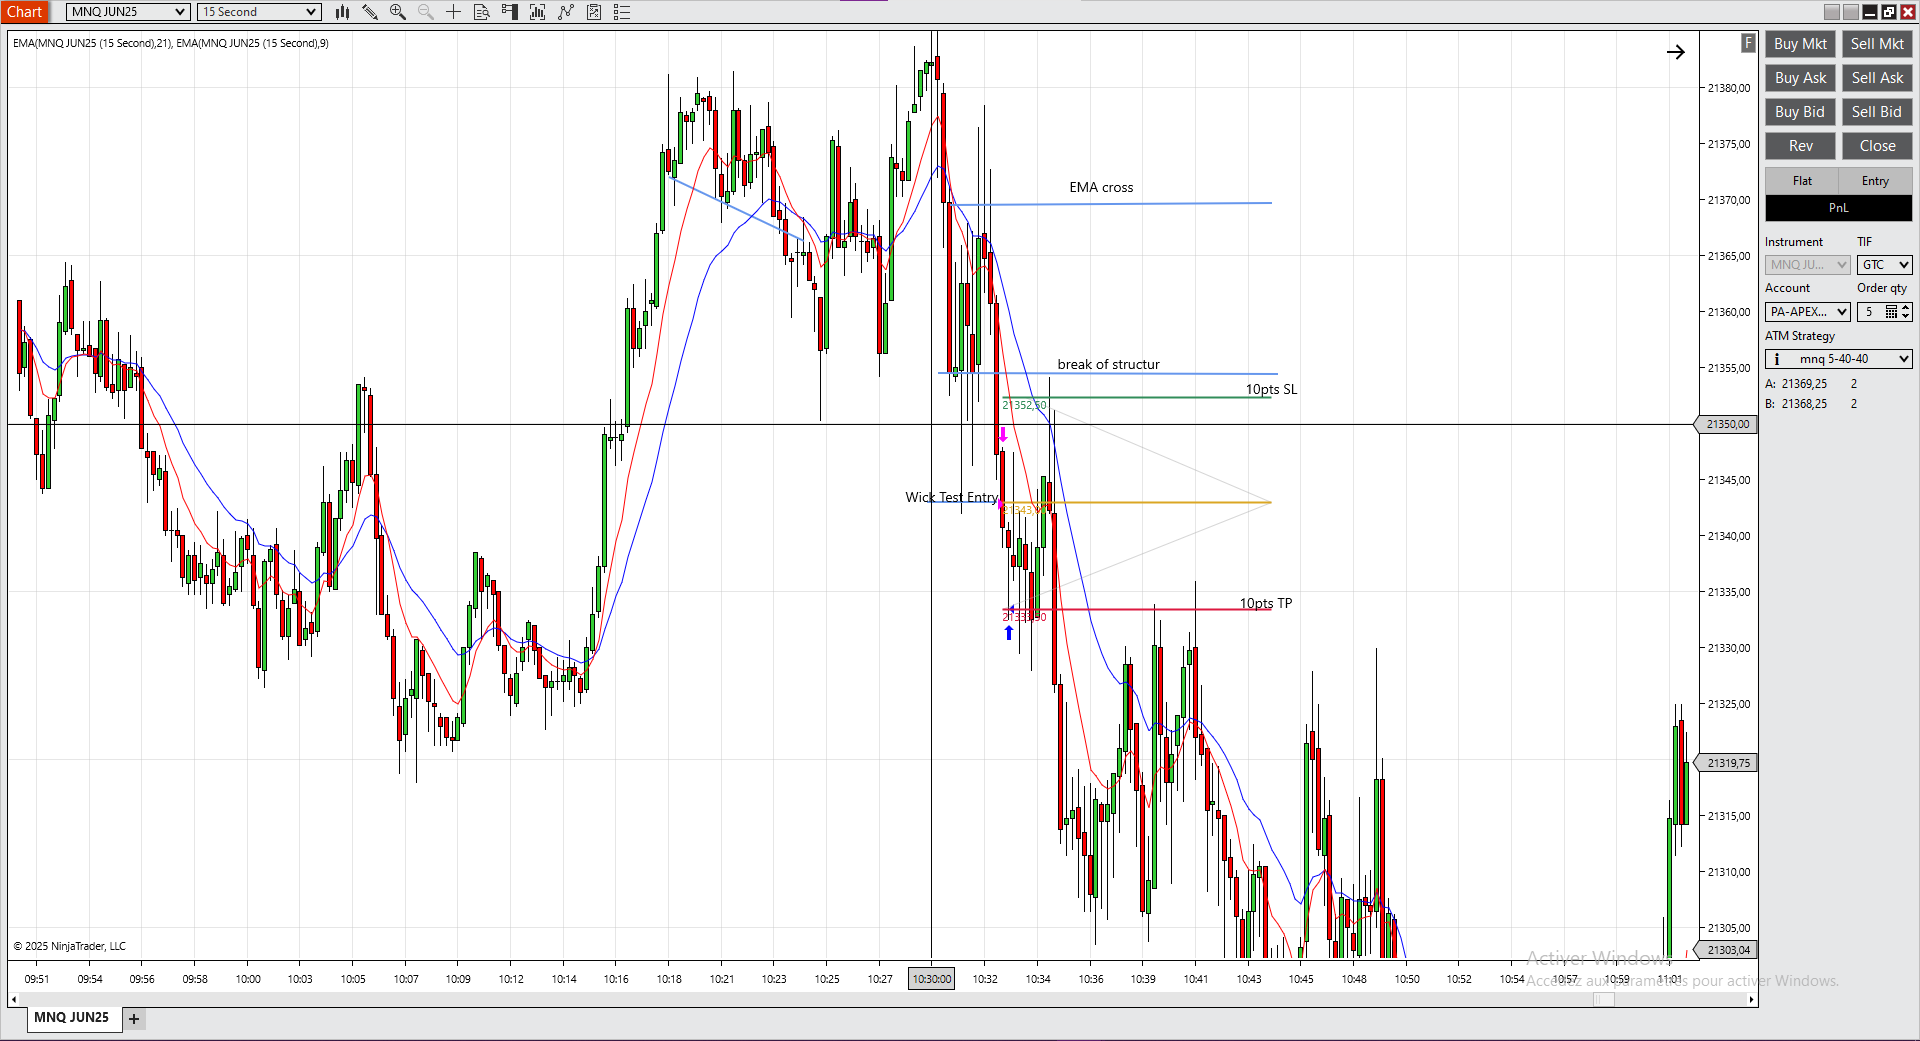 Chart MNQ JUN25 15 Second
EMA(MNQ JUN25 (15 Second),21), EMA(MNQ JUN25 (15 Second),9)
F
EMA cross
break of structur
10pts SL
21352,50
Wick Test Entry
10pts TP
© 2025 NinjaTrader, LLC
21380,00
21375,00
21370,00
21365,00
21360,00
21355,00
21350,00
21345,00
21340,00
21335,00
21330,00
21325,00
21319,75
21315,00
21310,00
21305,00
21303,04
09:51 09:54 09:56 09:58 10:00 10:03 10:05 10:07 10:09 10:12 10:14 10:16 10:18 10:21 10:23 10:25 10:27 10:30:00 10:32 10:34 10:36 10:39 10:41 10:45 10:48 10:50 10:52 10:54 10:57 10:59 11:01
Buy Mkt Sell Mkt
Buy Ask Sell Ask
Buy Bid Sell Bid
Rev Close
Flat Entry
PnL
Instrument TIF
MNQ JU... GTC
Account Order qty
PA-APEX... 5
ATM Strategy
i mnq 5-40-40
A: 21369,25 2
B: 21368,25 2
Activer Windows
Accédez aux paramètres pour activer Windows.
MNQ JUN25 +